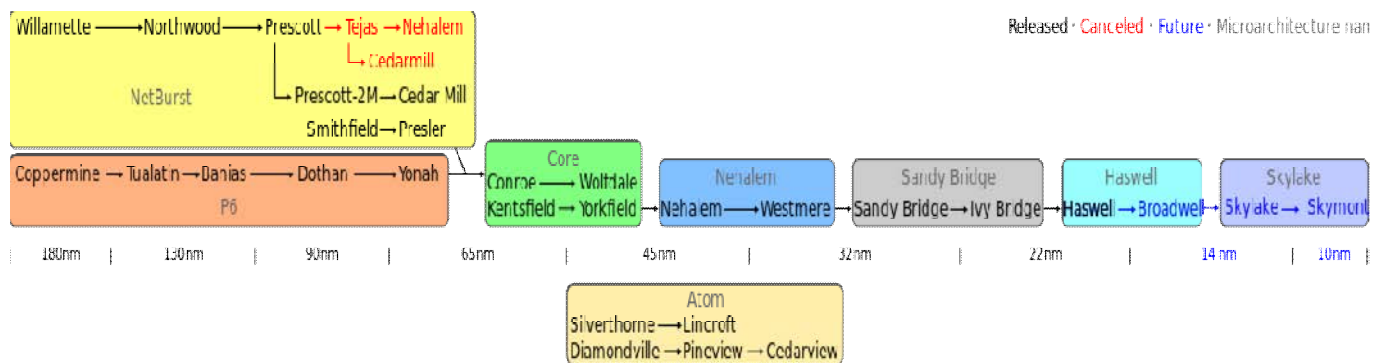 Willamette Northwood Prescott Tejas Nehalem
Released · Canceled · Future · Microarchitecture nam
Cedarmill
NetBurst
Prescott-2M Cedar Mill
Smithfield Presler
Coppermine Tualatin Banias Dothan Yonah
P6
Core
Conroe Wolfdale
Kentsfield Yorkfield
Nehalem
Nehalem Westmere
Sandy Bridge
Sandy Bridge Ivy Bridge
Haswell
Haswell Broadwell
Skylake
Skylake Skymont
180nm | 130nm | 90nm | 65nm | 45nm | 32nm | 22nm | 14 nm | 10nm
Atom
Silverthorne Lincroft
Diamondville Pineview Cedarview